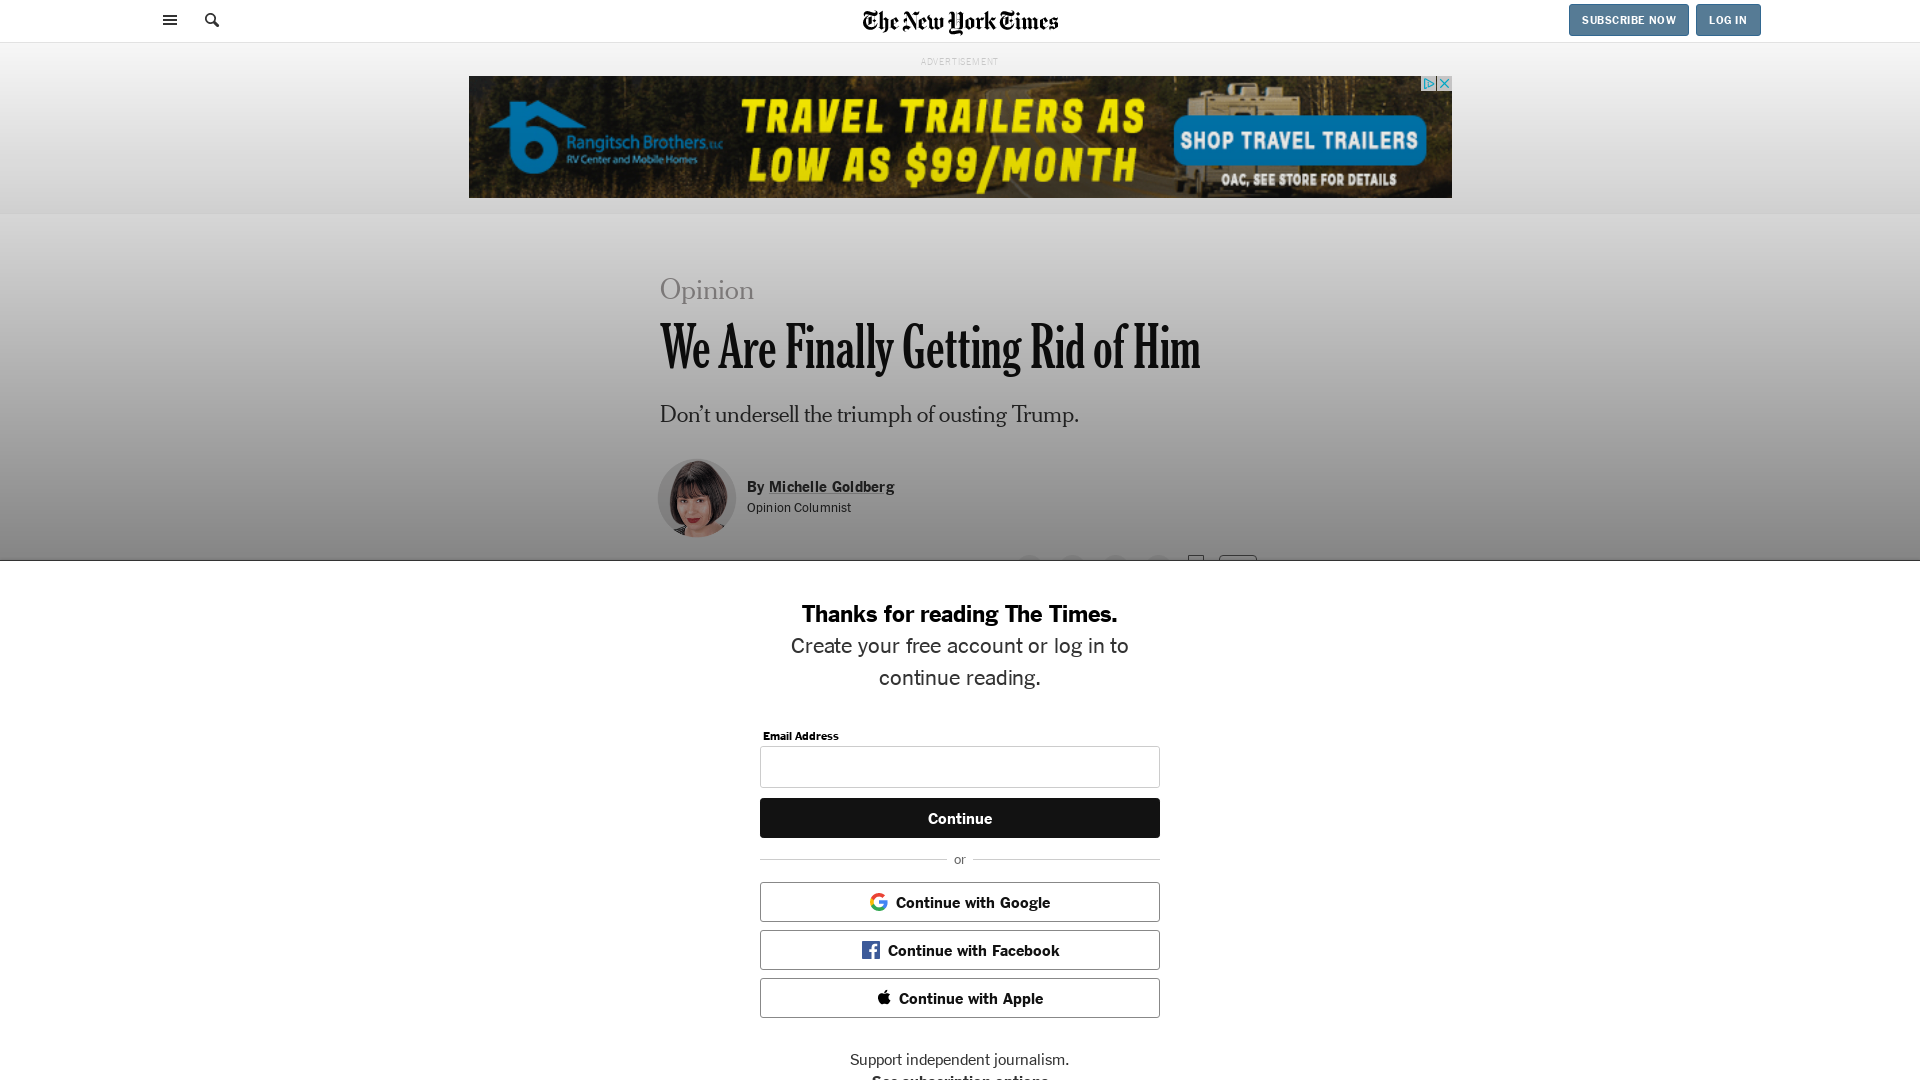 The New York Times
SUBSCRIBE NOW
LOG IN
ADVERTISEMENT
Rangitsch Brothers, LLC
RV Center and Mobile Homes
TRAVEL TRAILERS AS
LOW AS $99/MONTH
SHOP TRAVEL TRAILERS
OAC, SEE STORE FOR DETAILS
Opinion
We Are Finally Getting Rid of Him
Don’t undersell the triumph of ousting Trump.
By Michelle Goldberg
Opinion Columnist
Thanks for reading The Times.
Create your free account or log in to
continue reading.
Email Address
Continue
or
Continue with Google
Continue with Facebook
Continue with Apple
Support independent journalism.
See subscription options